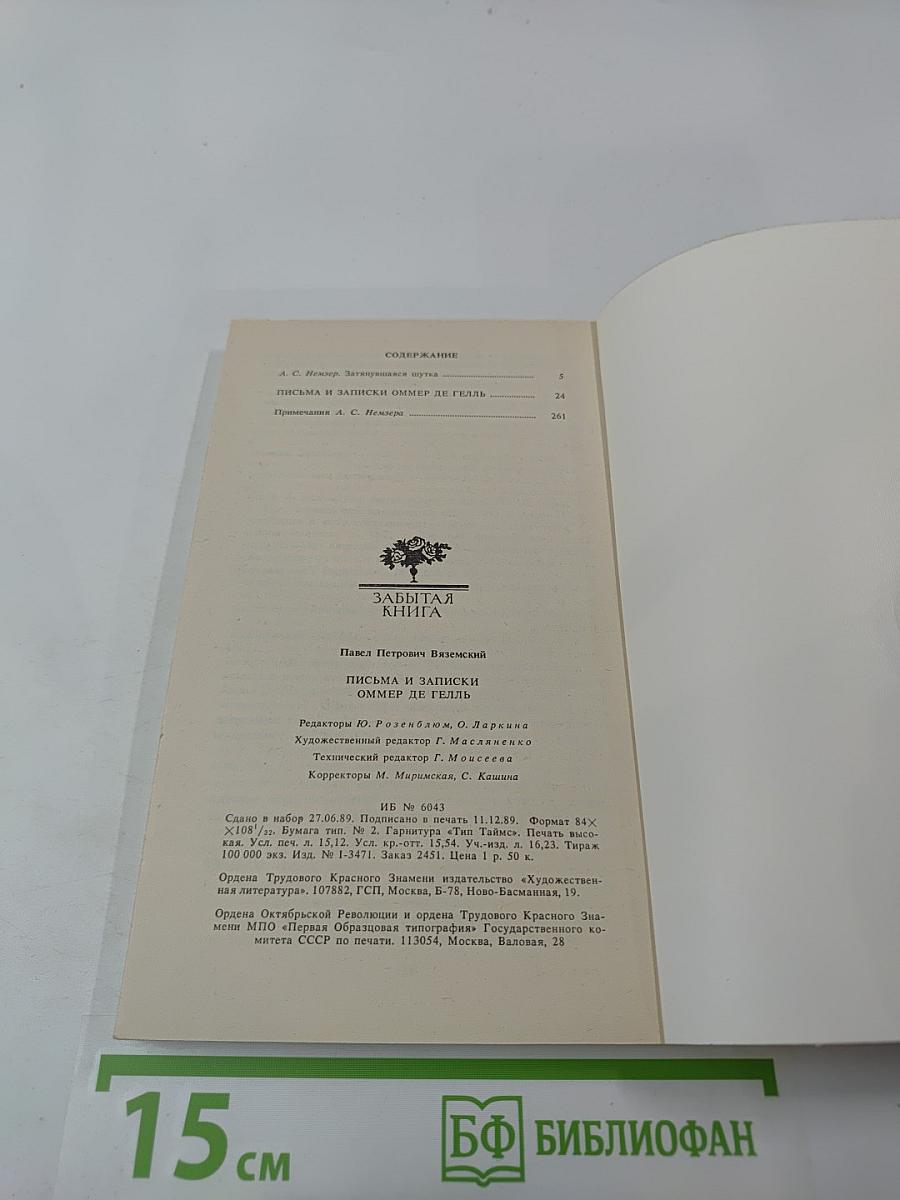 СОДЕРЖАНИЕ
А. С. Немзер. Затянувшаяся шутка 5
ПИСЬМА И ЗАПИСКИ ОММЕР ДЕ ГЕЛЛЬ 24
Примечания А. С. Немзера 261
ЗАБЫТАЯ
КНИГА
Павел Петрович Вяземский
ПИСЬМА И ЗАПИСКИ
ОММЕР ДЕ ГЕЛЛЬ
Редакторы Ю. Розенблюм, О. Ларкина
Художественный редактор Г. Масляненко
Технический редактор Г. Моисеева
Корректоры М. Миримская, С. Кашина
ИБ № 6043
Сдано в набор 27.06.89. Подписано в печать 11.12.89. Формат 84×
×108¹/₃₂. Бумага тип. № 2. Гарнитура «Тип Таймс». Печать высо-
кая. Усл. печ. л. 15,12. Усл. кр.-отт. 15,54. Уч.-изд. л. 16,23. Тираж
100 000 экз. Изд. № I-3471. Заказ 2451. Цена 1 р. 50 к.
Ордена Трудового Красного Знамени издательство «Художествен-
ная литература». 107882, ГСП, Москва, Б-78, Ново-Басманная, 19.
Ордена Октябрьской Революции и ордена Трудового Красного Зна-
мени МПО «Первая Образцовая типография» Государственного ко-
митета СССР по печати. 113054, Москва, Валовая, 28
15 см
БФ БИБЛИОФАН